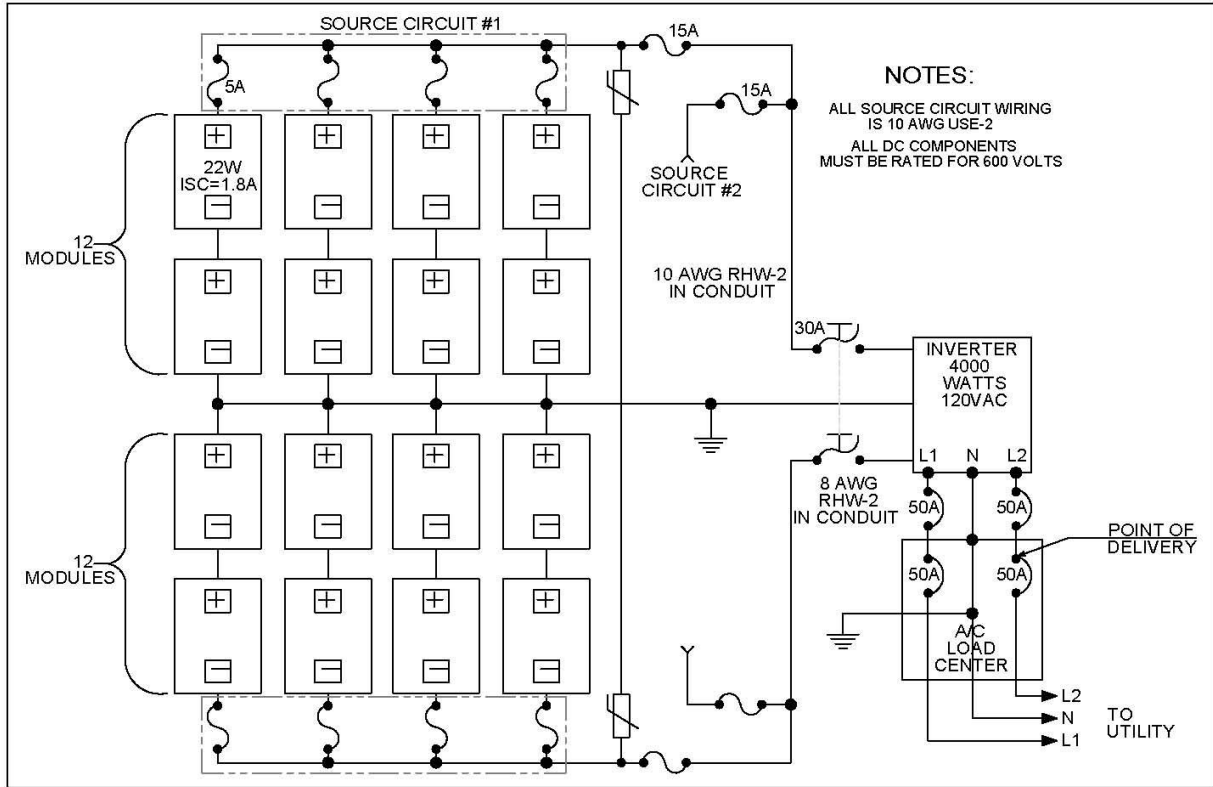 SOURCE CIRCUIT #1
15A
5A
15A
NOTES:
ALL SOURCE CIRCUIT WIRING
IS 10 AWG USE-2
ALL DC COMPONENTS
MUST BE RATED FOR 600 VOLTS
22W
ISC=1.8A
SOURCE
CIRCUIT #2
12
MODULES
10 AWG RHW-2
IN CONDUIT
30A
INVERTER
4000
WATTS
120VAC
L1 N L2
8 AWG
RHW-2
IN CONDUIT
50A
50A
POINT OF
DELIVERY
50A
50A
12
MODULES
A/C
LOAD
CENTER
L2
N
L1
TO
UTILITY